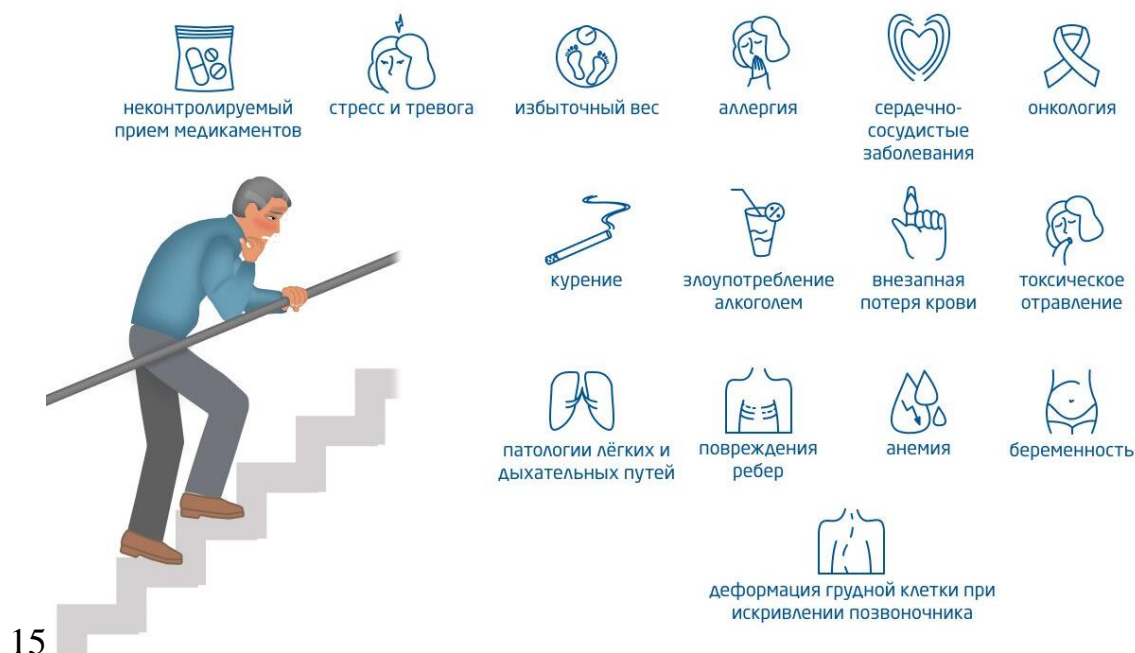 неконтролируемый
прием медикаментов
стресс и тревога
избыточный вес
аллергия
сердечно-
сосудистые
заболевания
онкология
курение
злоупотребление
алкоголем
внезапная
потеря крови
токсическое
отравление
патологии лёгких и
дыхательных путей
повреждения
ребер
анемия
беременность
деформация грудной клетки при
искривлении позвоночника
15